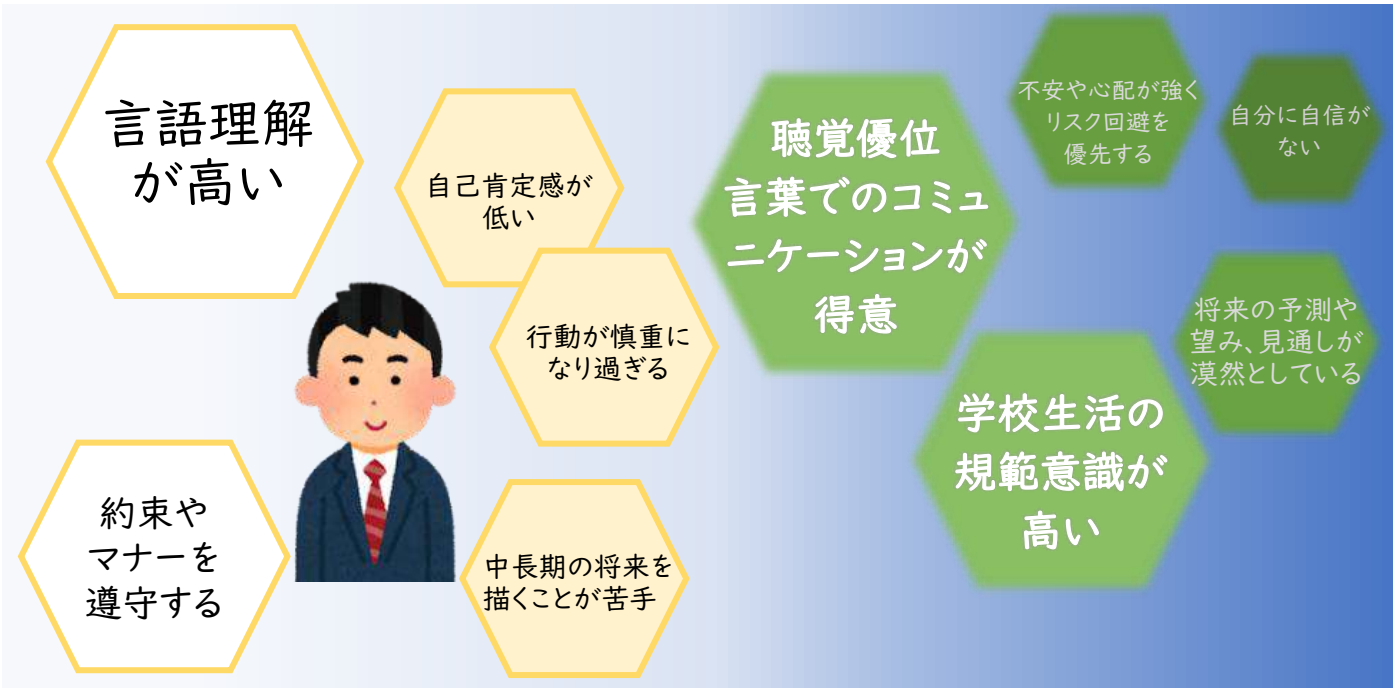 言語理解
が高い
自己肯定感が
低い
行動が慎重に
なり過ぎる
約束や
マナーを
遵守する
中長期の将来を
描くことが苦手
聴覚優位
言葉でのコミュ
ニケーションが
得意
不安や心配が強く
リスク回避を
優先する
自分に自信が
ない
将来の予測や
望み、見通しが
漠然としている
学校生活の
規範意識が
高い